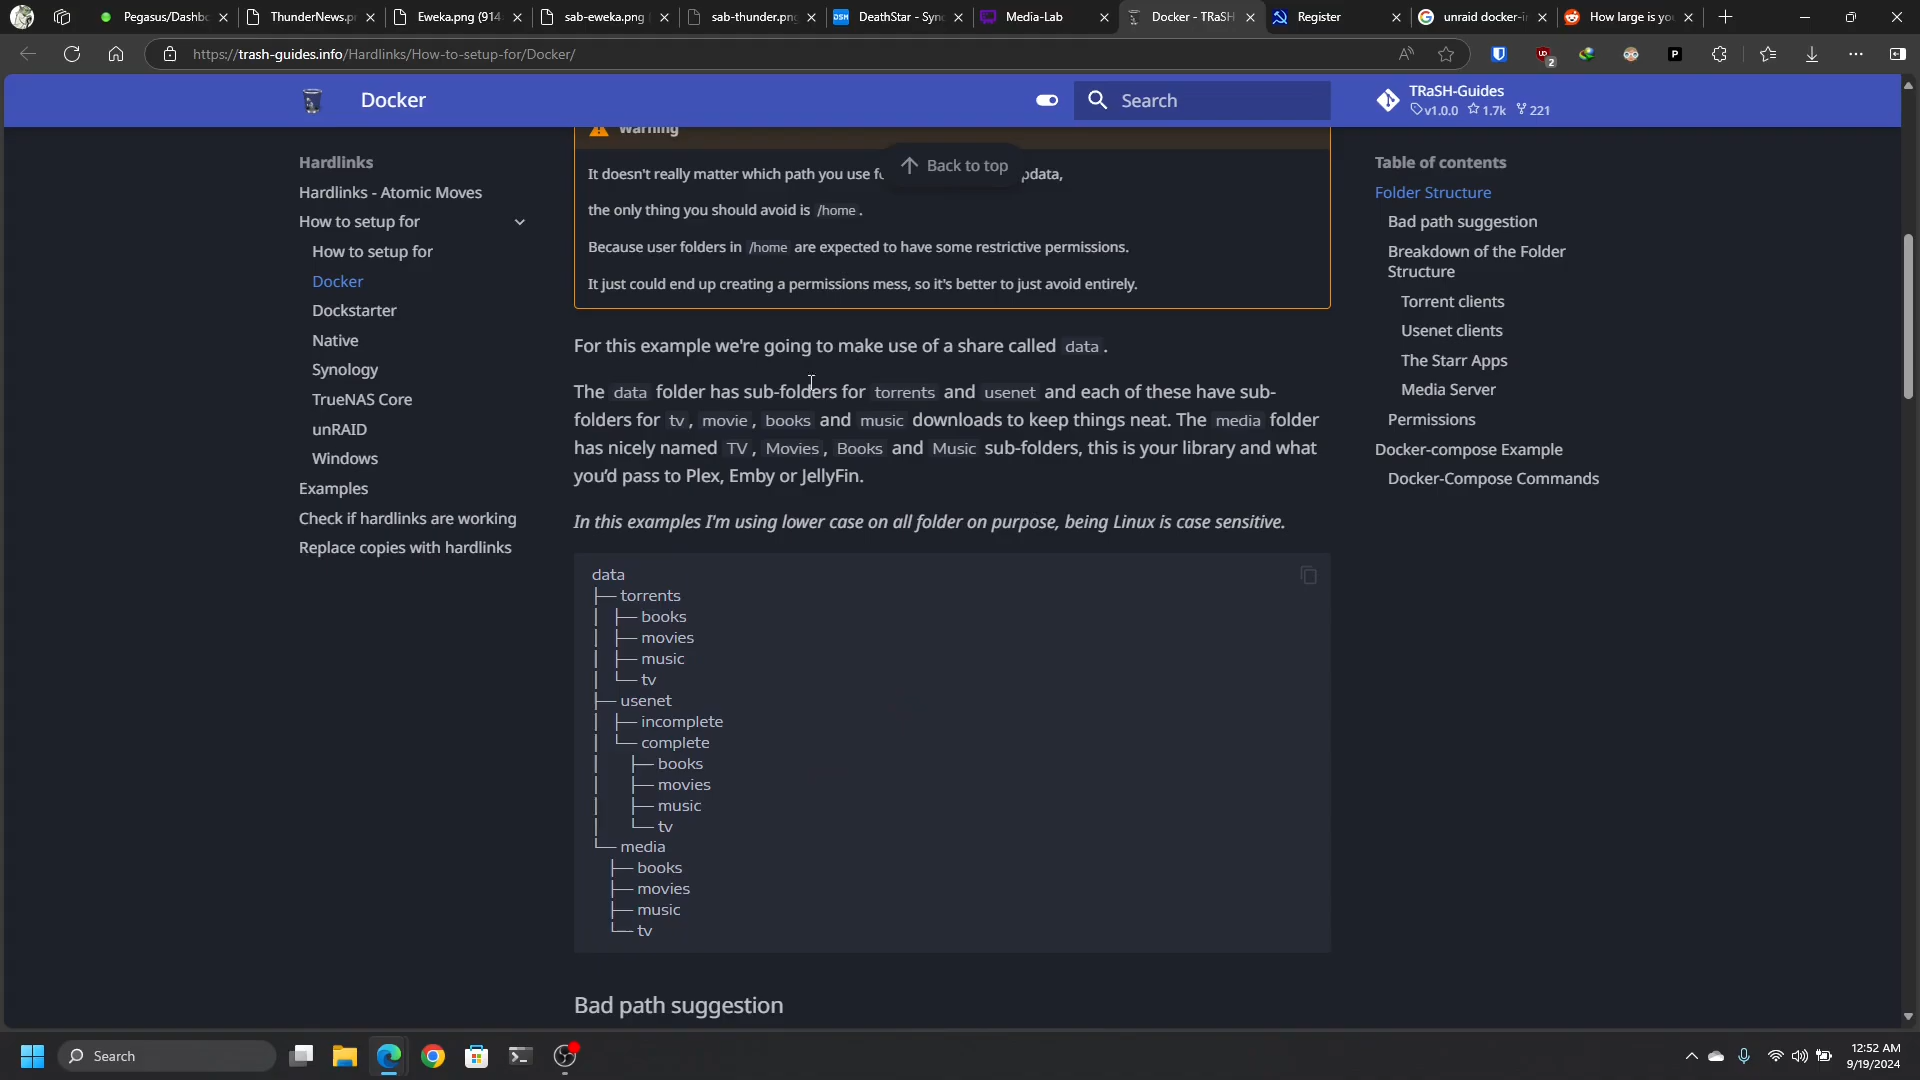 Pegasus/Dashbo
ThunderNews.pn
Eweka.png (914
sab-eweka.png
sab-thunder.png
DSM
DeathStar - Syno
Media-Lab
Docker - TRaSH
Register
unraid docker-i
How large is you
https://trash-guides.info/Hardlinks/How-to-setup-for/Docker/
2
P
Docker
Search
TRaSH-Guides
v1.0.0 1.7k 221
Hardlinks
Hardlinks - Atomic Moves
How to setup for
How to setup for
Docker
Dockstarter
Native
Synology
TrueNAS Core
unRAID
Windows
Examples
Check if hardlinks are working
Replace copies with hardlinks
Warning
Back to top
It doesn't really matter which path you use
the only thing you should avoid is /home.
Because user folders in /home are expected to have some restrictive permissions.
It just could end up creating a permissions mess, so it's better to just avoid entirely.
For this example we're going to make use of a share called data.
The data folder has sub-folders for torrents and usenet and each of these have sub-
folders for tv, movie, books and music downloads to keep things neat. The media folder
has nicely named TV, Movies, Books and Music sub-folders, this is your library and what
you'd pass to Plex, Emby or JellyFin.
In this examples I'm using lower case on all folder on purpose, being Linux is case sensitive.
data
├── torrents
│ ├── books
│ ├── movies
│ ├── music
│ └── tv
├── usenet
│ ├── incomplete
│ └── complete
│ ├── books
│ ├── movies
│ ├── music
│ └── tv
└── media
├── books
├── movies
├── music
└── tv
Bad path suggestion
Table of contents
Folder Structure
Bad path suggestion
Breakdown of the Folder
Structure
Torrent clients
Usenet clients
The Starr Apps
Media Server
Permissions
Docker-compose Example
Docker-Compose Commands
Search
12:52 AM
9/19/2024